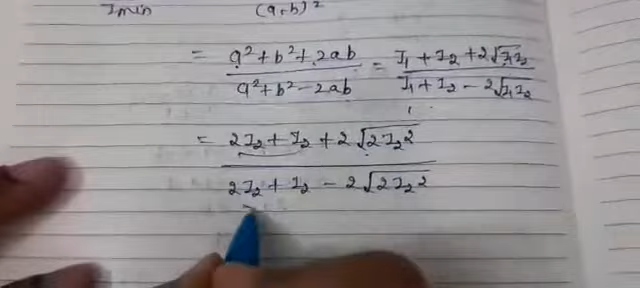 Imin (a-b)²
= a² + b² + 2ab / a² + b² - 2ab = I₁ + I₂ + 2√I₁I₂ / I₁ + I₂ - 2√I₁I₂
= 2I₂ + I₂ + 2√2I₂² / 2I₂ + I₂ - 2√2I₂²